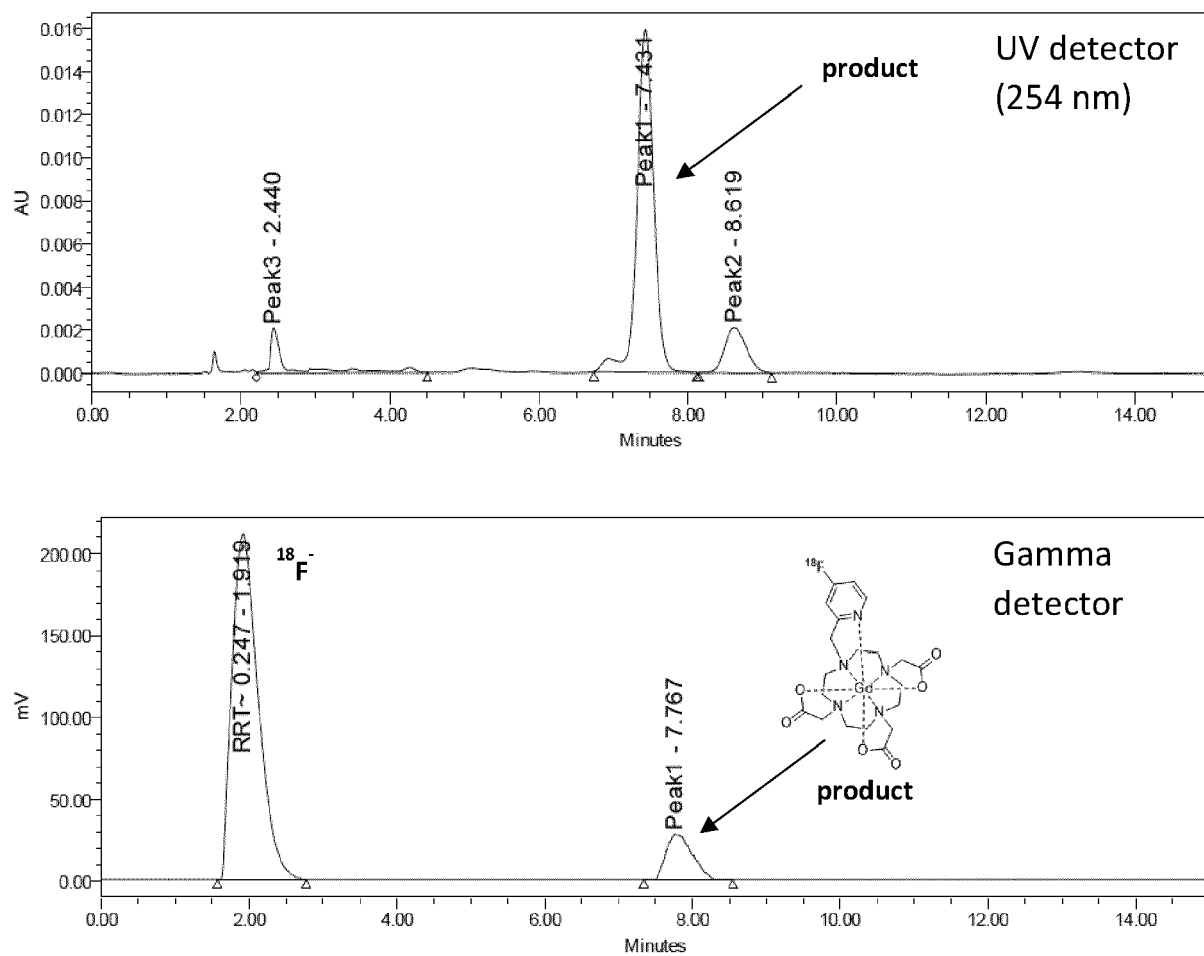 UV detector
(254 nm)
product
Peak3 - 2.440
Peak1 - 7.431
Peak2 - 8.619
AU
0.016
0.014
0.012
0.010
0.008
0.006
0.004
0.002
0.000
0.00 2.00 4.00 6.00 8.00 10.00 12.00 14.00
Minutes
Gamma
detector
18F-
RRT~ 0.247 - 1.919
Peak1 - 7.767
18F
N
N
N
N
N
Gd
O
O
O
O
O
O
product
mV
200.00
150.00
100.00
50.00
0.00
0.00 2.00 4.00 6.00 8.00 10.00 12.00 14.00
Minutes